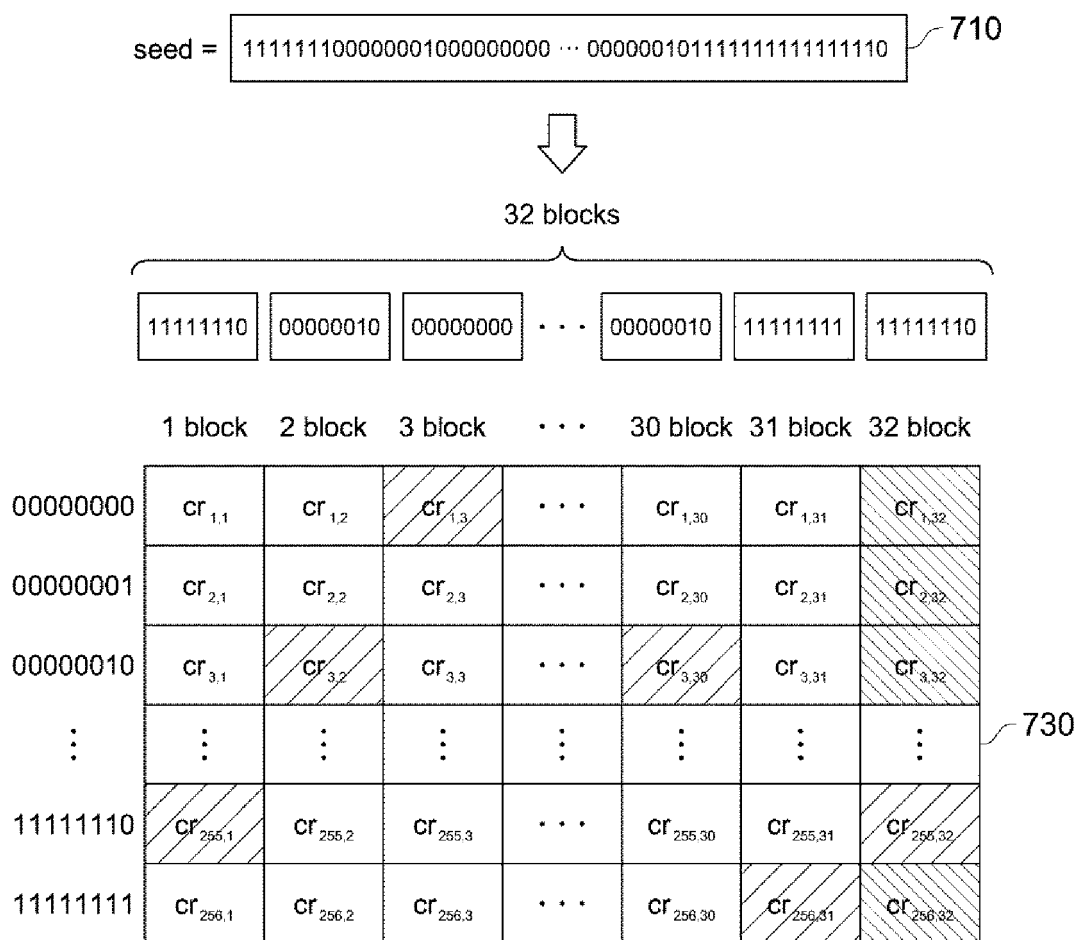 seed = 111111100000001000000000 ··· 000000101111111111111110 710
32 blocks
11111110 00000010 00000000 ··· 00000010 11111111 11111110
1 block 2 block 3 block ··· 30 block 31 block 32 block
00000000 cr1,1 cr1,2 cr1,3 ··· cr1,30 cr1,31 cr1,32
00000001 cr2,1 cr2,2 cr2,3 ··· cr2,30 cr2,31 cr2,32
00000010 cr3,1 cr3,2 cr3,3 ··· cr3,30 cr3,31 cr3,32
⋮ ⋮ ⋮ ⋮ ⋮ ⋮ ⋮ 730
11111110 cr255,1 cr255,2 cr255,3 ··· cr255,30 cr255,31 cr255,32
11111111 cr256,1 cr256,2 cr256,3 ··· cr256,30 cr256,31 cr256,32